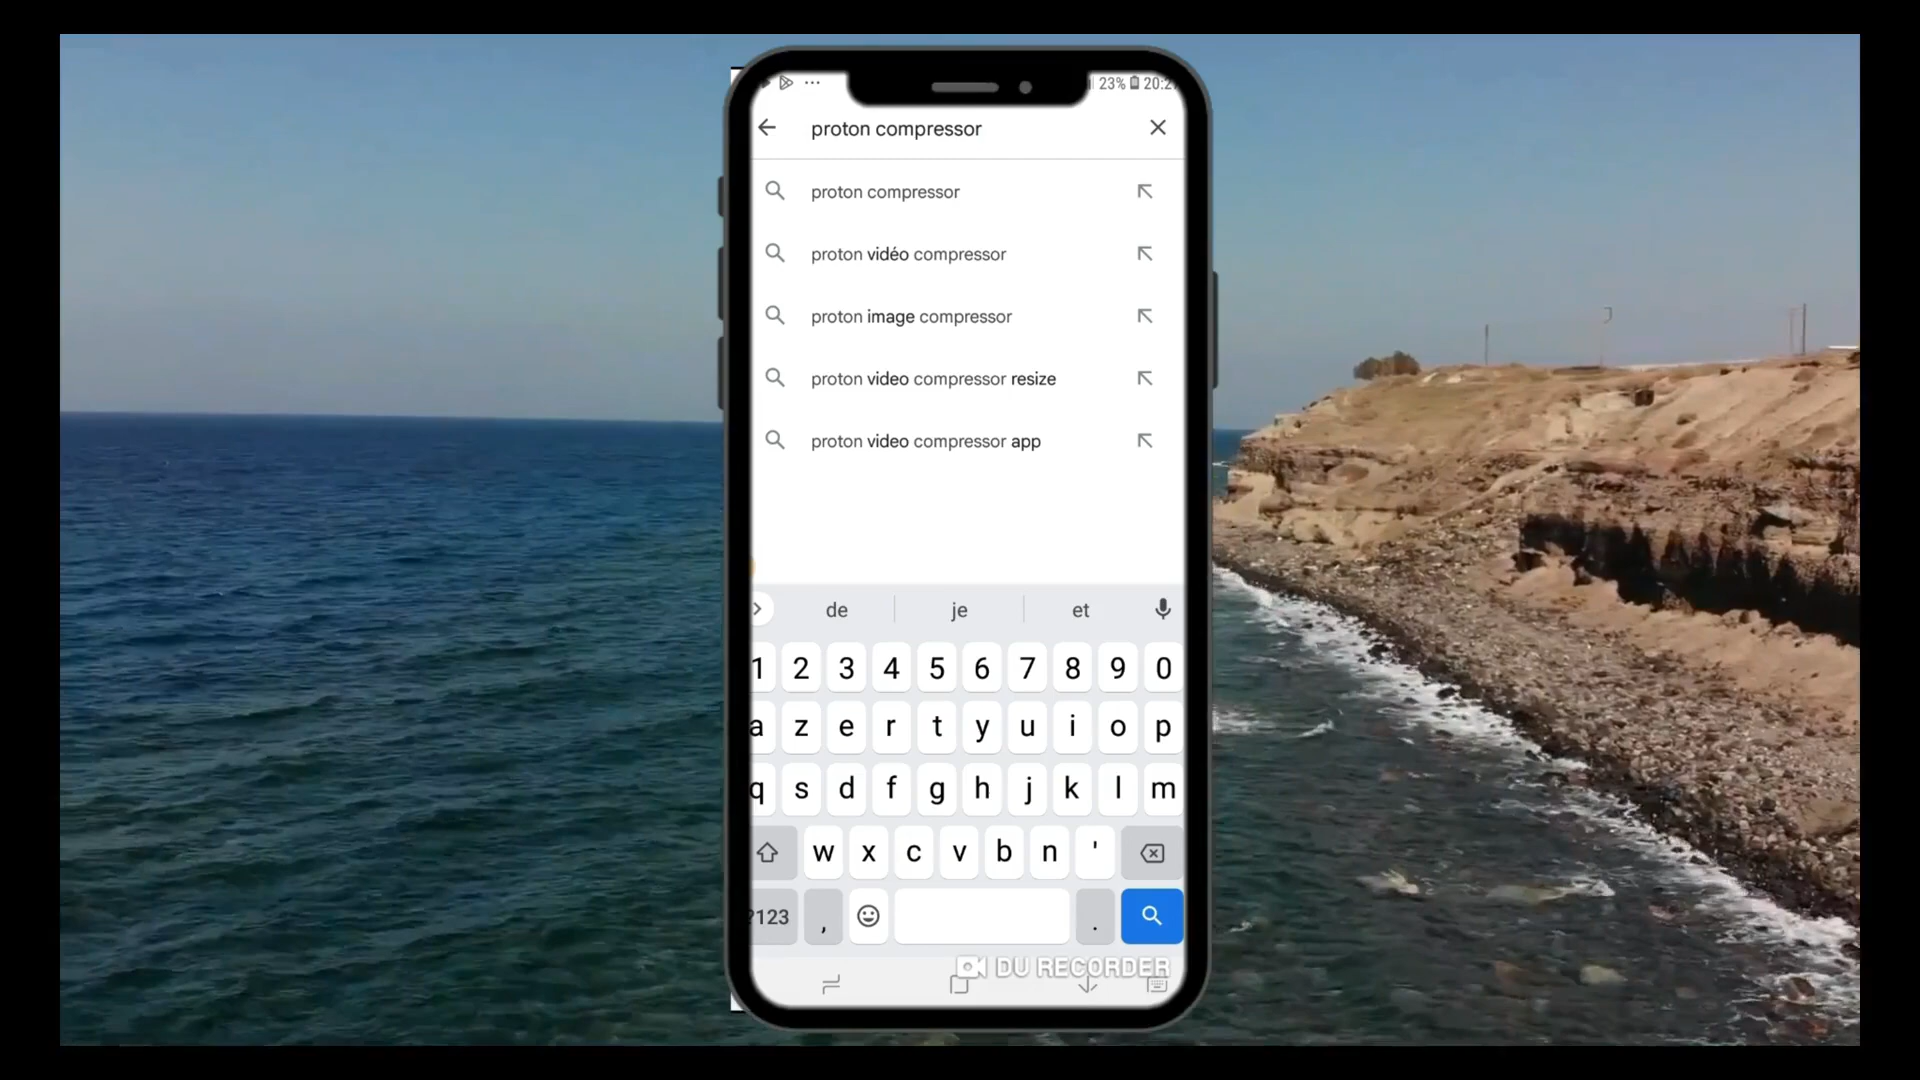 23% 20:2
proton compressor
proton compressor
proton vidéo compressor
proton image compressor
proton video compressor resize
proton video compressor app
de je et
1 2 3 4 5 6 7 8 9 0
a z e r t y u i o p
q s d f g h j k l m
w x c v b n '
?123 , .
DU RECORDER